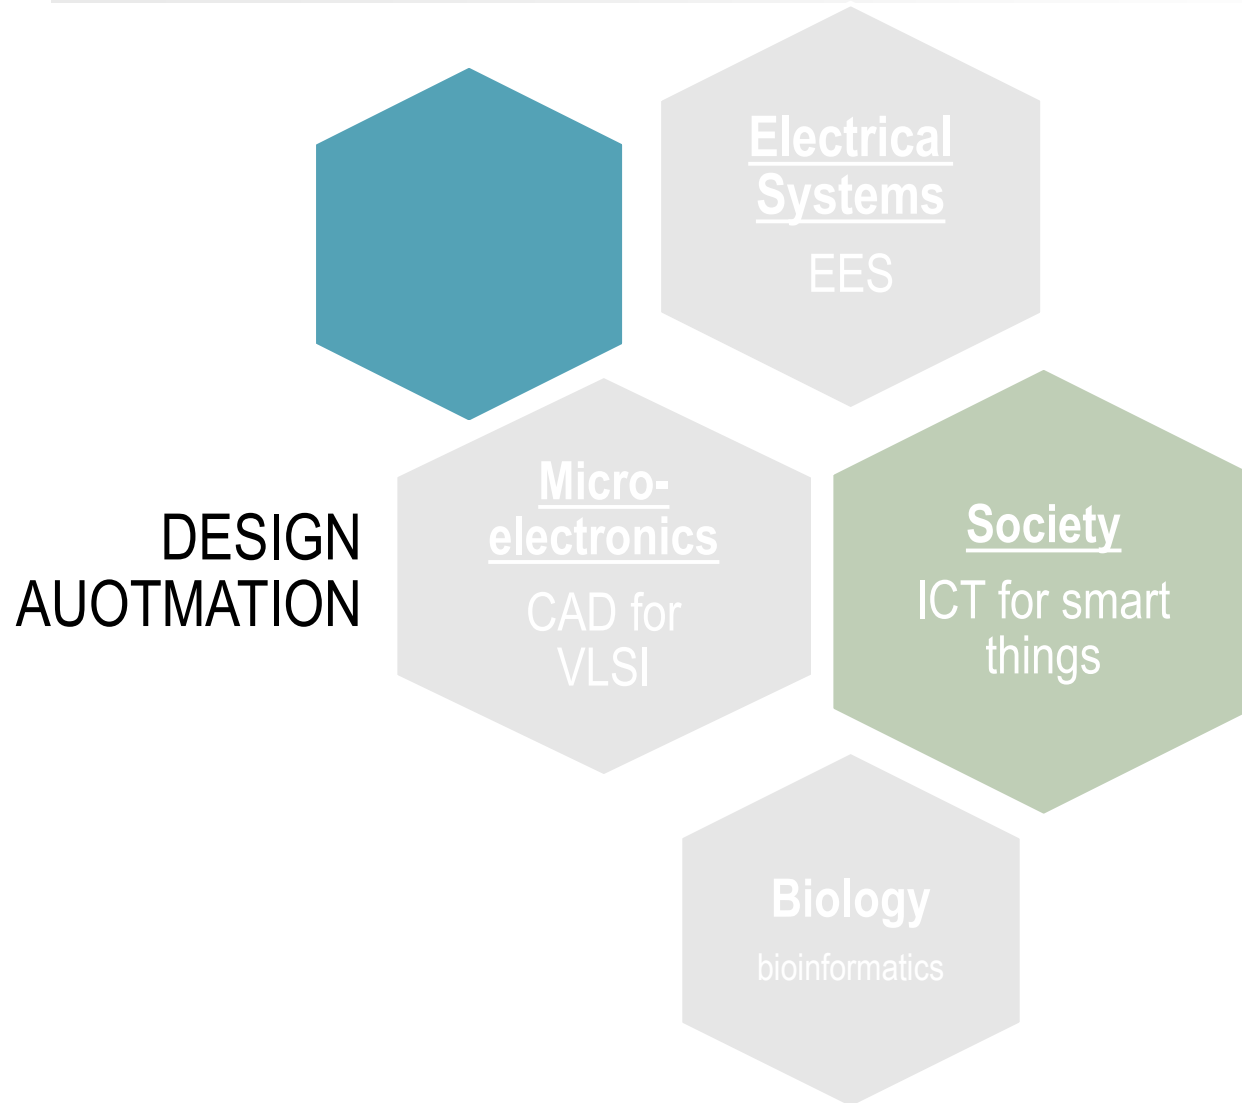 Electrical
Systems
EES
Micro-
electronics
CAD for
VLSI
DESIGN
AUOTMATION
Society
ICT for smart
things
Biology
bioinformatics